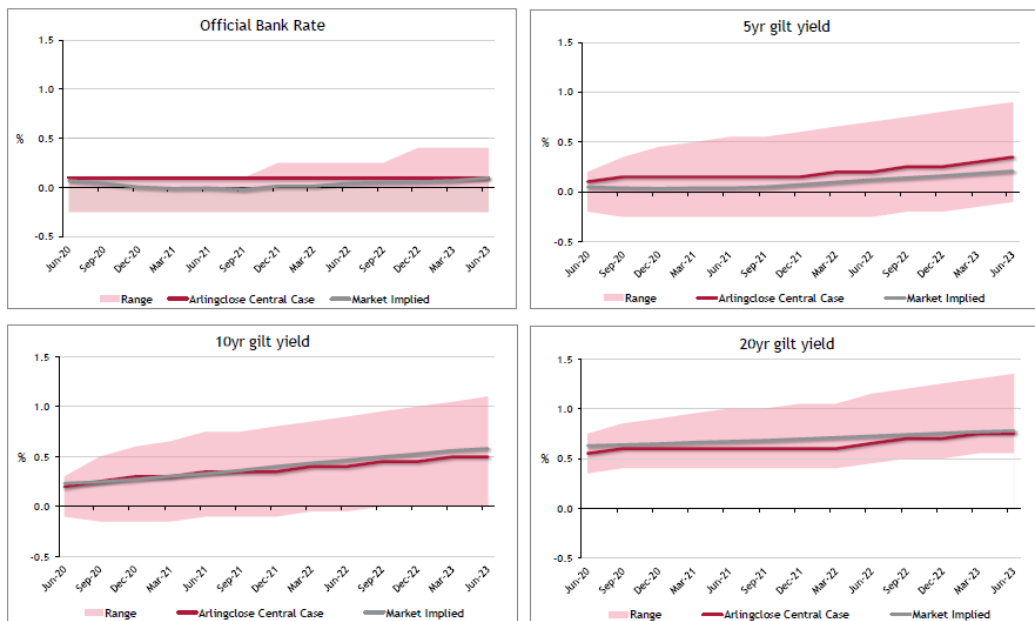 Official Bank Rate
1.5
1.0
%
0.5
0.0
-0.5
Jun-20 Sep-20 Dec-20 Mar-21 Jun-21 Sep-21 Dec-21 Mar-22 Jun-22 Sep-22 Dec-22 Mar-23 Jun-23
Range Arlingclose Central Case Market Implied
5yr gilt yield
1.5
1.0
%
0.5
0.0
-0.5
Jun-20 Sep-20 Dec-20 Mar-21 Jun-21 Sep-21 Dec-21 Mar-22 Jun-22 Sep-22 Dec-22 Mar-23 Jun-23
Range Arlingclose Central Case Market Implied
10yr gilt yield
1.5
1.0
%
0.5
0.0
-0.5
Jun-20 Sep-20 Dec-20 Mar-21 Jun-21 Sep-21 Dec-21 Mar-22 Jun-22 Sep-22 Dec-22 Mar-23 Jun-23
Range Arlingclose Central Case Market Implied
20yr gilt yield
1.5
1.0
%
0.5
0.0
-0.5
Jun-20 Sep-20 Dec-20 Mar-21 Jun-21 Sep-21 Dec-21 Mar-22 Jun-22 Sep-22 Dec-22 Mar-23 Jun-23
Range Arlingclose Central Case Market Implied